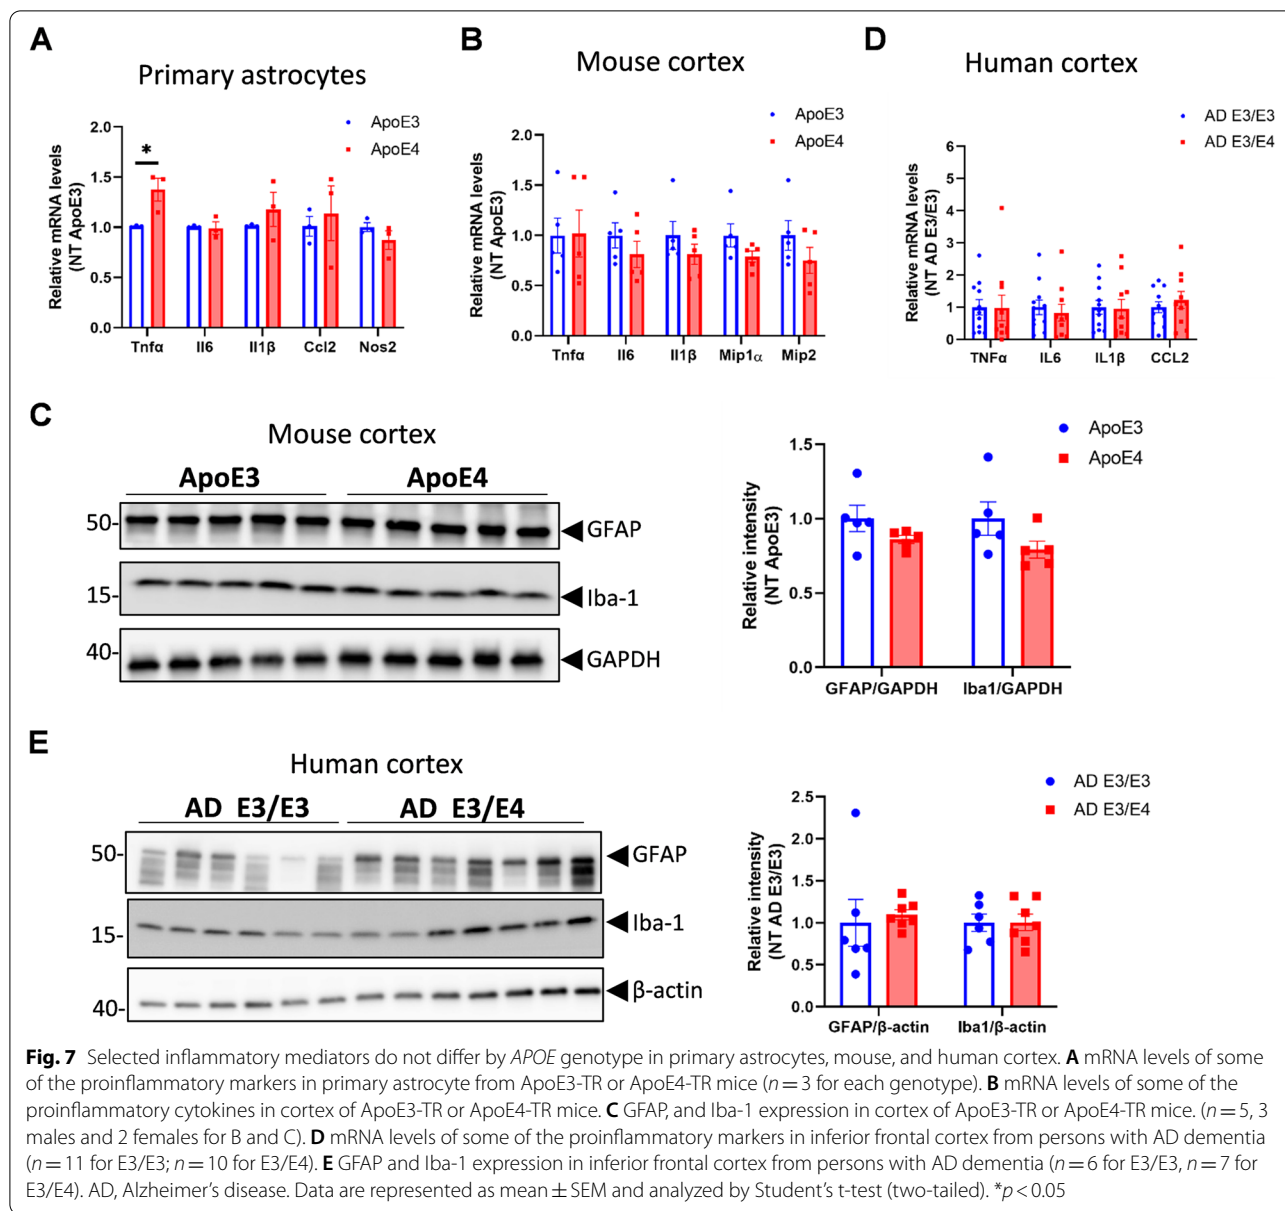 A
Primary astrocytes
ApoE3
ApoE4
Relative mRNA levels
(NT ApoE3)
2.0
1.5
1.0
0.5
0.0
*
Tnfα Il6 Il1β Ccl2 Nos2
B
Mouse cortex
ApoE3
ApoE4
Relative mRNA levels
(NT ApoE3)
2.0
1.5
1.0
0.5
0.0
Tnfα Il6 Il1β Mip1α Mip2
D
Human cortex
AD E3/E3
AD E3/E4
Relative mRNA levels
(NT AD E3/E3)
6
5
4
3
2
1
0
TNFα IL6 IL1β CCL2
C
Mouse cortex
ApoE3 ApoE4
50-
GFAP
15-
Iba-1
40-
GAPDH
ApoE3
ApoE4
Relative intensity
(NT ApoE3)
1.5
1.0
0.5
0.0
GFAP/GAPDH Iba1/GAPDH
E
Human cortex
AD E3/E3 AD E3/E4
50-
GFAP
15-
Iba-1
40-
β-actin
AD E3/E3
AD E3/E4
Relative intensity
(NT AD E3/E3)
2.5
2.0
1.5
1.0
0.5
0.0
GFAP/β-actin Iba1/β-actin
Fig. 7 Selected inflammatory mediators do not differ by APOE genotype in primary astrocytes, mouse, and human cortex. A mRNA levels of some
of the proinflammatory markers in primary astrocyte from ApoE3-TR or ApoE4-TR mice (n = 3 for each genotype). B mRNA levels of some of the
proinflammatory cytokines in cortex of ApoE3-TR or ApoE4-TR mice. C GFAP, and Iba-1 expression in cortex of ApoE3-TR or ApoE4-TR mice. (n = 5, 3
males and 2 females for B and C). D mRNA levels of some of the proinflammatory markers in inferior frontal cortex from persons with AD dementia
(n = 11 for E3/E3; n = 10 for E3/E4). E GFAP and Iba-1 expression in inferior frontal cortex from persons with AD dementia (n = 6 for E3/E3, n = 7 for
E3/E4). AD, Alzheimer's disease. Data are represented as mean ± SEM and analyzed by Student's t-test (two-tailed). *p < 0.05